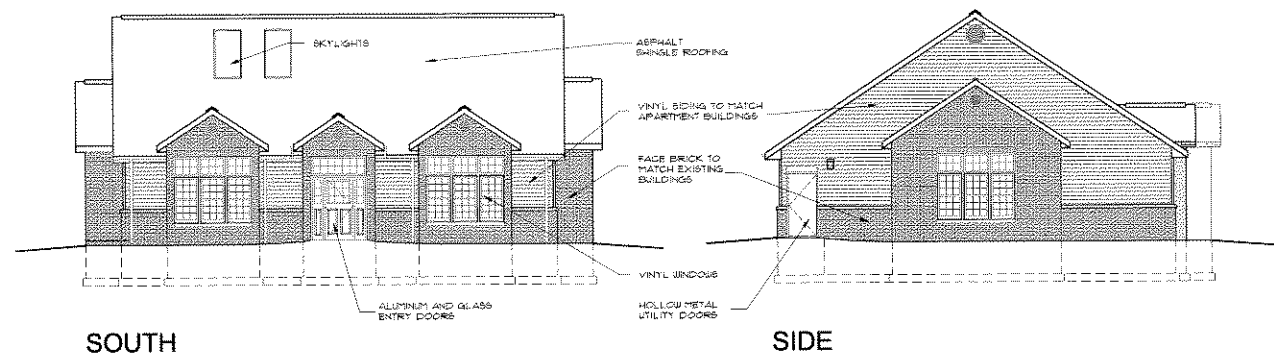 SKYLIGHTS
ASPHALT
SHINGLE ROOFING
VINYL SIDING TO MATCH
APARTMENT BUILDINGS
FACE BRICK TO
MATCH EXISTING
BUILDINGS
VINYL WINDOWS
ALUMINUM AND GLASS
ENTRY DOORS
HOLLOW METAL
UTILITY DOORS
SOUTH
SIDE